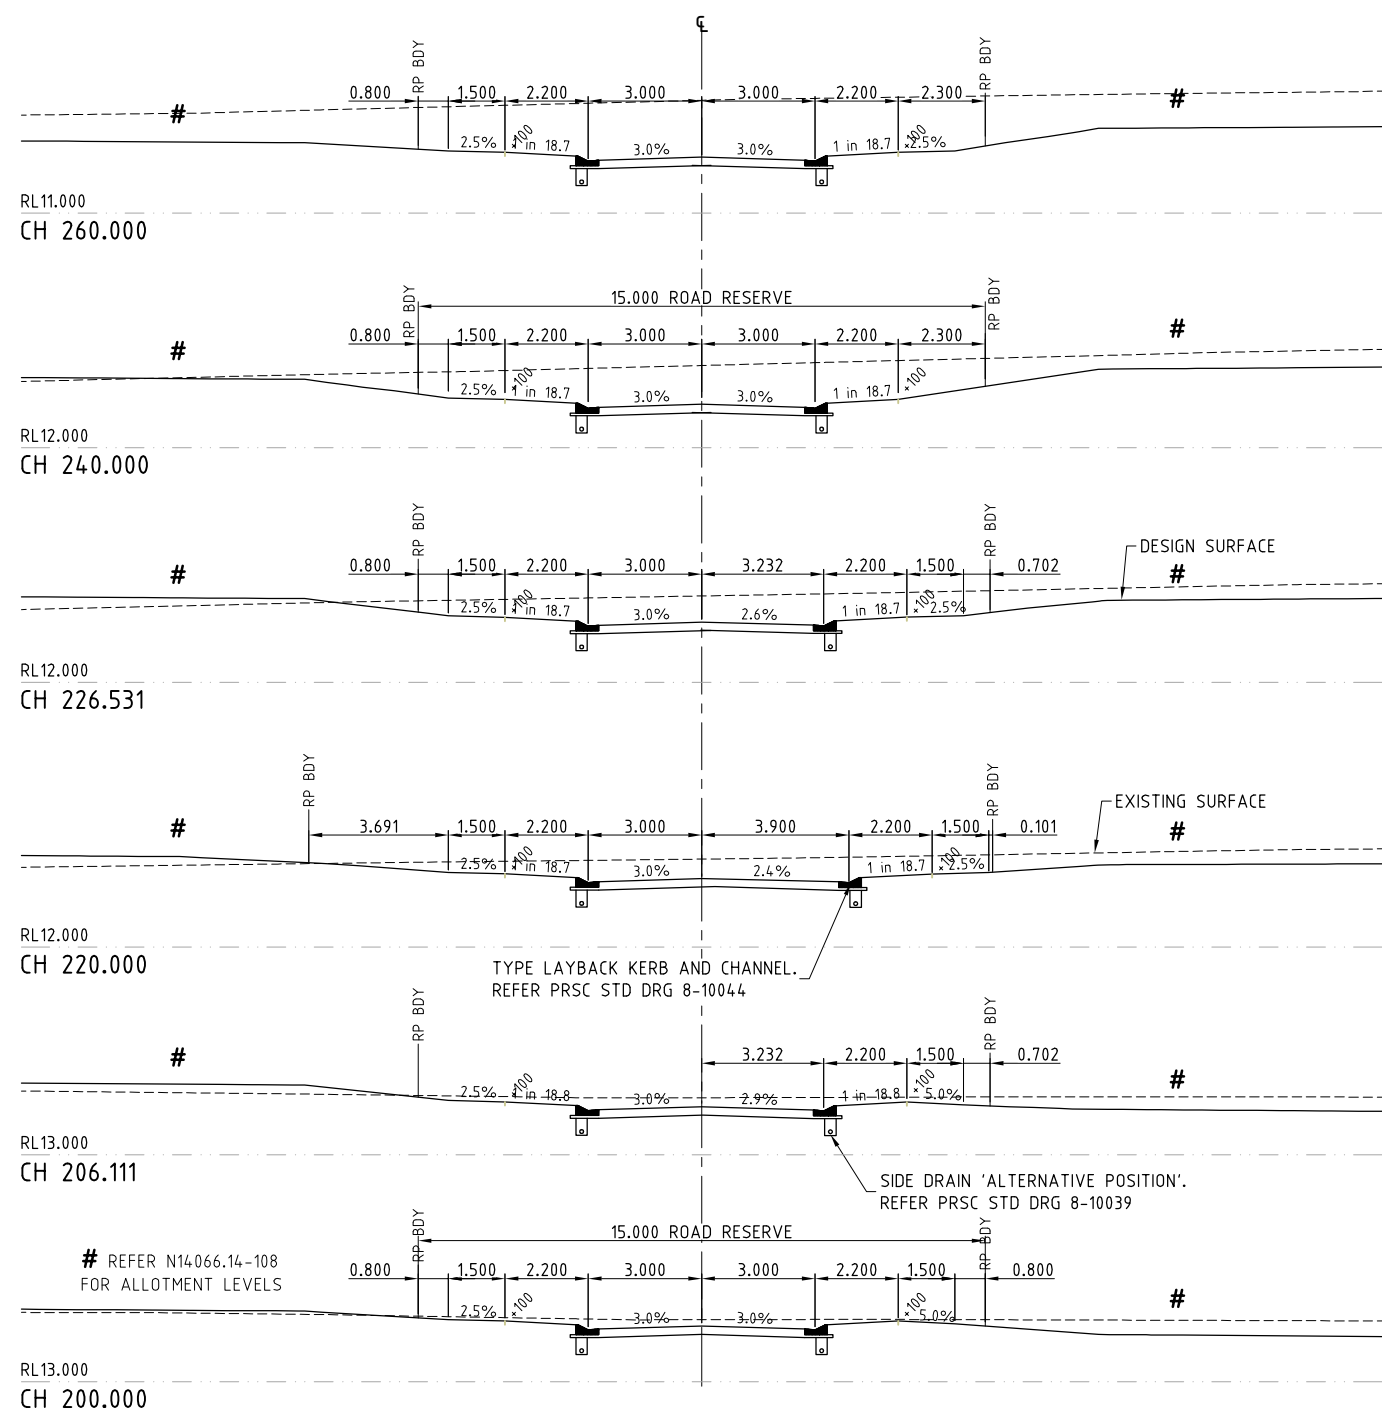 ℄
RP BDY
RP BDY
0.800 1.500 2.200 3.000 3.000 2.200 2.300
# #
2.5% *100 1 in 18.7 3.0% 3.0% 1 in 18.7 *100 2.5%
RL11.000
CH 260.000
RP BDY
RP BDY
15.000 ROAD RESERVE
0.800 1.500 2.200 3.000 3.000 2.200 2.300
# #
2.5% *100 1 in 18.7 3.0% 3.0% 1 in 18.7 *100
RL12.000
CH 240.000
RP BDY
RP BDY
DESIGN SURFACE
0.800 1.500 2.200 3.000 3.232 2.200 1.500 0.702
# #
2.5% *100 1 in 18.7 3.0% 2.6% 1 in 18.7 *100 2.5%
RL12.000
CH 226.531
RP BDY
RP BDY
EXISTING SURFACE
3.691 1.500 2.200 3.000 3.900 2.200 1.500 0.101
# #
2.5% *100 1 in 18.7 3.0% 2.4% 1 in 18.7 *100 2.5%
RL12.000
CH 220.000
TYPE LAYBACK KERB AND CHANNEL.
REFER PRSC STD DRG 8-10044
RP BDY
RP BDY
3.232 2.200 1.500 0.702
# #
2.5% *100 1 in 18.8 3.0% 2.9% 1 in 18.8 *100 5.0%
RL13.000
CH 206.111
SIDE DRAIN 'ALTERNATIVE POSITION'.
REFER PRSC STD DRG 8-10039
RP BDY
RP BDY
15.000 ROAD RESERVE
# REFER N14066.14-108
FOR ALLOTMENT LEVELS
0.800 1.500 2.200 3.000 3.000 2.200 1.500 0.800
#
2.5% *100 3.0% 3.0% *100 5.0%
RL13.000
CH 200.000